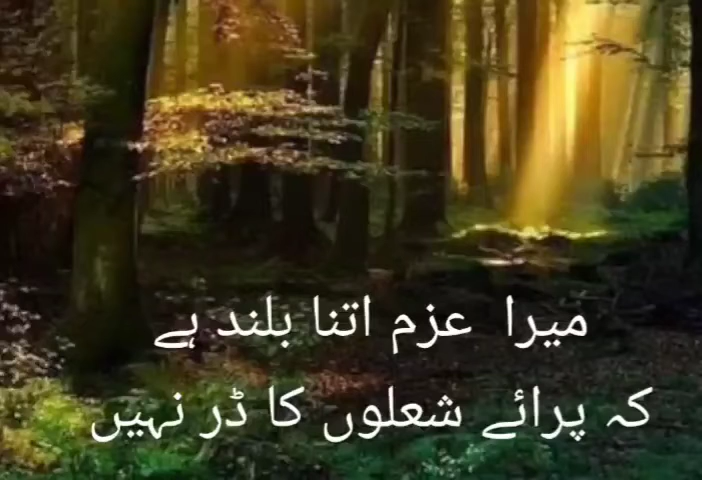 میرا عزم اتنا بلند ہے
کہ پرائے شعلوں کا ڈر نہیں